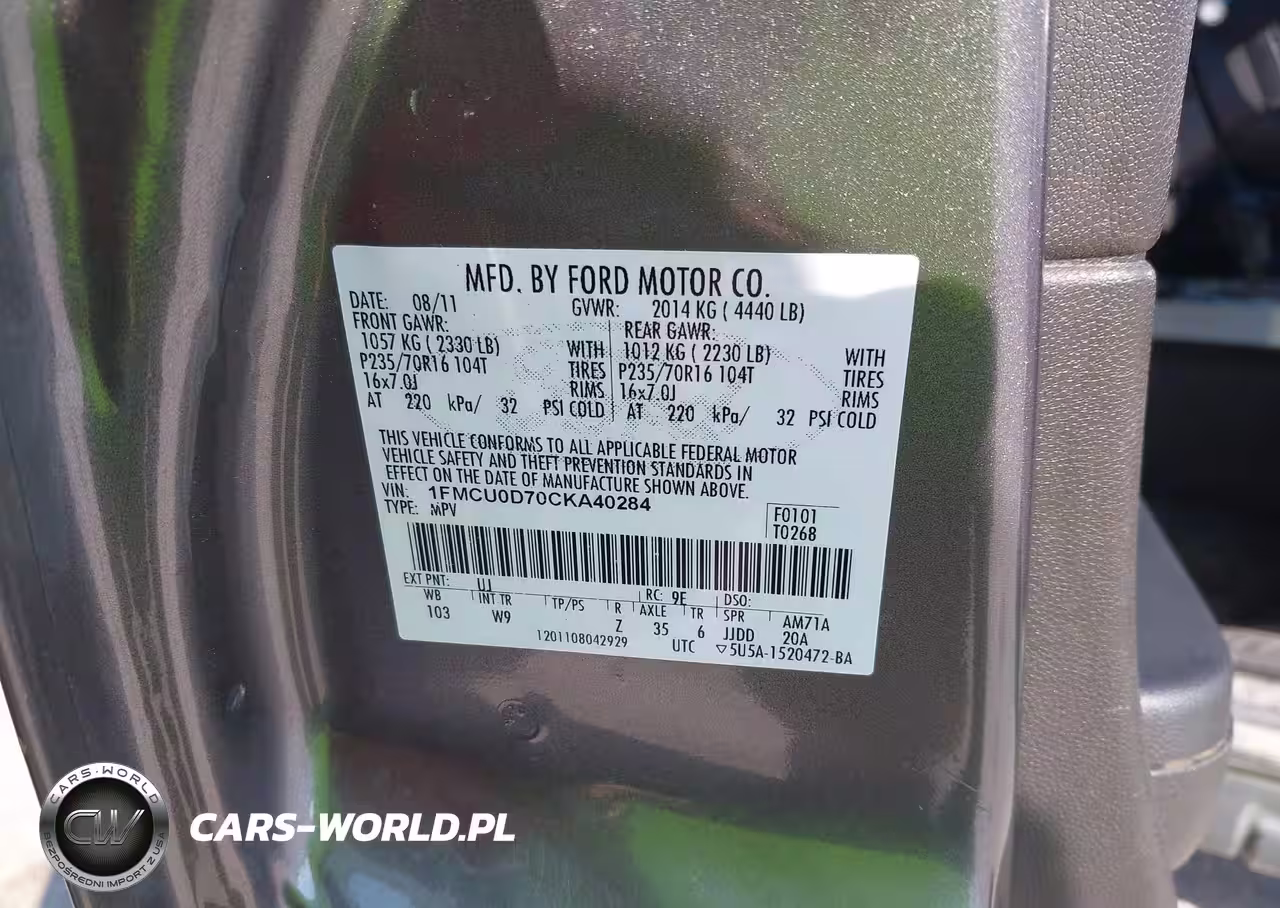 MFD. BY FORD MOTOR CO.
DATE: 08/11 GVWR: 2014 KG ( 4440 LB)
FRONT GAWR: REAR GAWR:
1057 KG ( 2330 LB) WITH 1012 KG ( 2230 LB) WITH
P235/70R16 104T TIRES P235/70R16 104T TIRES
16x7.0J RIMS 16x7.0J RIMS
AT 220 kPa/ 32 PSI COLD AT 220 kPa/ 32 PSI COLD
THIS VEHICLE CONFORMS TO ALL APPLICABLE FEDERAL MOTOR
VEHICLE SAFETY AND THEFT PREVENTION STANDARDS IN
EFFECT ON THE DATE OF MANUFACTURE SHOWN ABOVE.
VIN: 1FMCU0D70CKA40284
TYPE: MPV
F0101
T0268
EXT PNT: UJ RC: 9E DSO:
WB INT TR TP/PS R AXLE TR SPR AM71A
103 W9 Z 35 6 JJDD 20A
1201108042929 UTC ▽5U5A-1520472-BA
CARS-WORLD
CW
BEZPOŚREDNI IMPORT Z USA
CARS-WORLD.PL